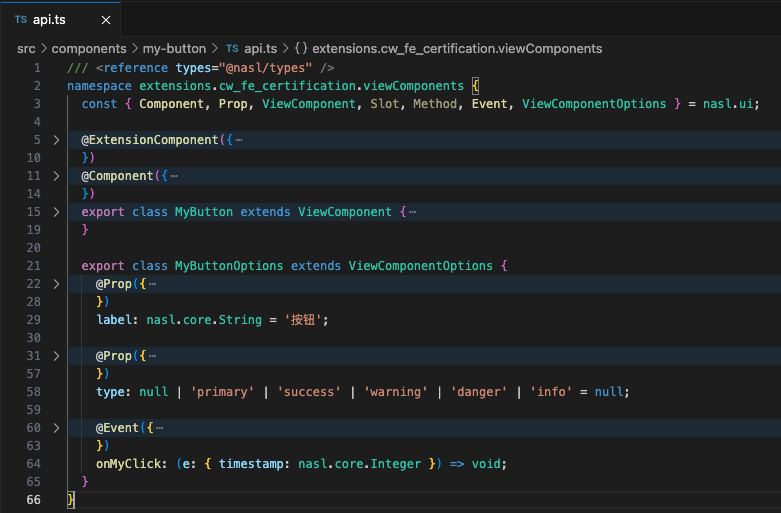 TS api.ts ×
src > components > my-button > TS api.ts > {} extensions.cw_fe_certification.viewComponents
1 /// <reference types="@nasl/types" />
2 namespace extensions.cw_fe_certification.viewComponents {
3 const { Component, Prop, ViewComponent, Slot, Method, Event, ViewComponentOptions } = nasl.ui;
4
5 > @ExtensionComponent({ ⋯
10 })
11 > @Component({ ⋯
14 })
15 > export class MyButton extends ViewComponent { ⋯
19 }
20
21 export class MyButtonOptions extends ViewComponentOptions {
22 > @Prop({ ⋯
28 })
29 label: nasl.core.String = '按钮';
30
31 > @Prop({ ⋯
57 })
58 type: null | 'primary' | 'success' | 'warning' | 'danger' | 'info' = null;
59
60 > @Event({ ⋯
63 })
64 onMyClick: (e: { timestamp: nasl.core.Integer }) => void;
65 }
66 }